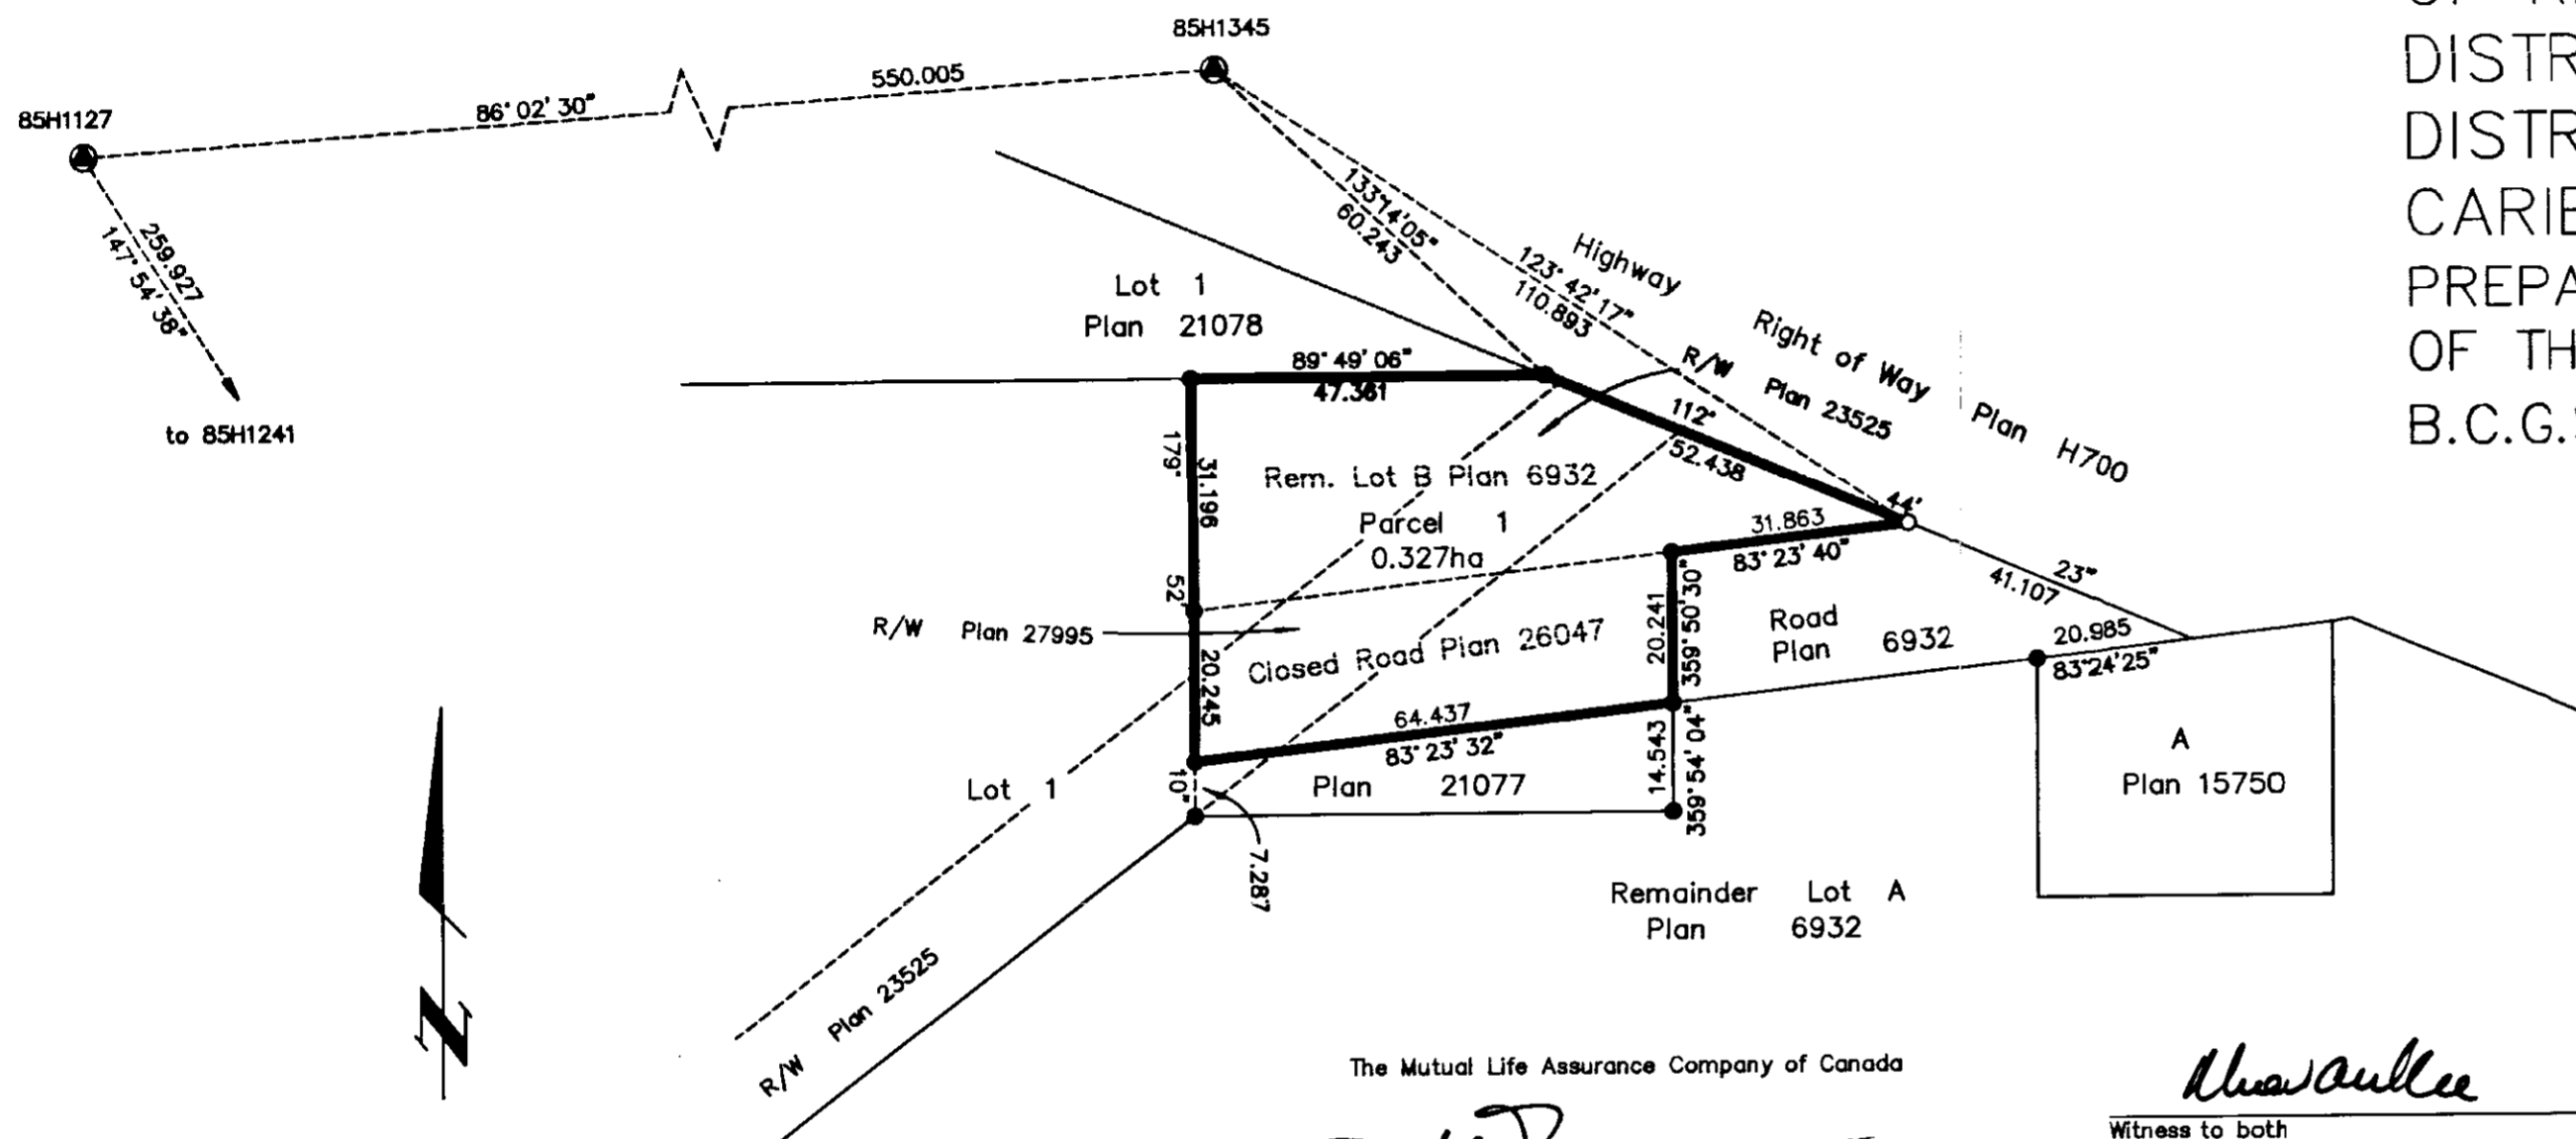 85H1345
550.005
86° 02' 30"
85H1127
259.927
147° 54' 38"
to 85H1241
133°14'05"
60.243
123° 42' 17"
110.893
Highway Right of Way Plan H700
R/W Plan 23525
Lot 1
Plan 21078
89° 49' 06"
47.361
112°
52.438
44'
23"
41.107
179°
31.196
52'
Rem. Lot B Plan 6932
Parcel 1
0.327ha
31.863
83° 23' 40"
20.241
359° 50' 30"
Road
Plan 6932
R/W Plan 27995
Closed Road Plan 26047
20.245
64.437
83° 23' 32"
20.985
83°24'25"
10"
7.287
Plan 21077
14.543
359° 54' 04"
Lot 1
A
Plan 15750
Remainder Lot A
Plan 6932
R/W Plan 23525
N
DISTR
DISTR
CARIB
PREPA
OF TH
B.C.G.
The Mutual Life Assurance Company of Canada
Witness to both